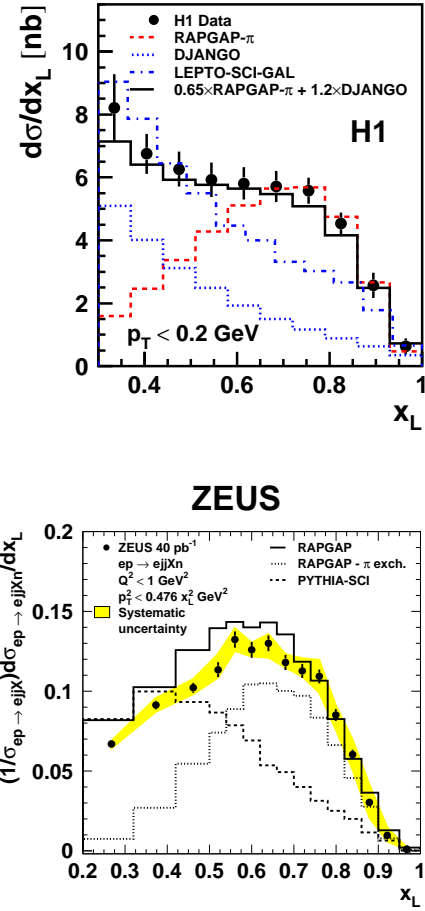 H1 Data
RAPGAP-π
DJANGO
LEPTO-SCI-GAL
0.65×RAPGAP-π + 1.2×DJANGO
H1
dσ/dx_L [nb]
10
8
6
4
2
0
p_T < 0.2 GeV
0.4 0.6 0.8 1
x_L
ZEUS
0.2
0.15
0.1
0.05
0
(1/σ_ep → ejjX)dσ_ep → ejjXn/dx_L
ZEUS 40 pb⁻¹
ep → ejjXn
Q² < 1 GeV²
p_T² < 0.476 x_L² GeV²
Systematic
uncertainty
RAPGAP
RAPGAP - π exch.
PYTHIA-SCI
0.2 0.3 0.4 0.5 0.6 0.7 0.8 0.9 1
x_L